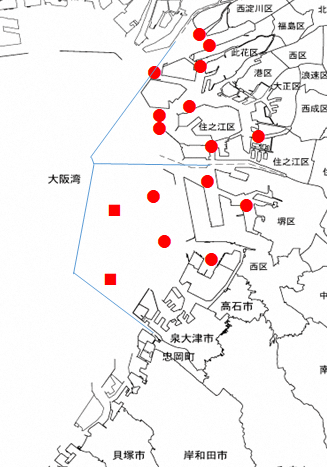 西淀川区
福島区
此花区
西区
港区
浪速区
大正区
西成
住之江区
住之江区
大阪湾
堺区
西区
中
高石市
泉大津市
忠岡町
南
貝塚市
岸和田市